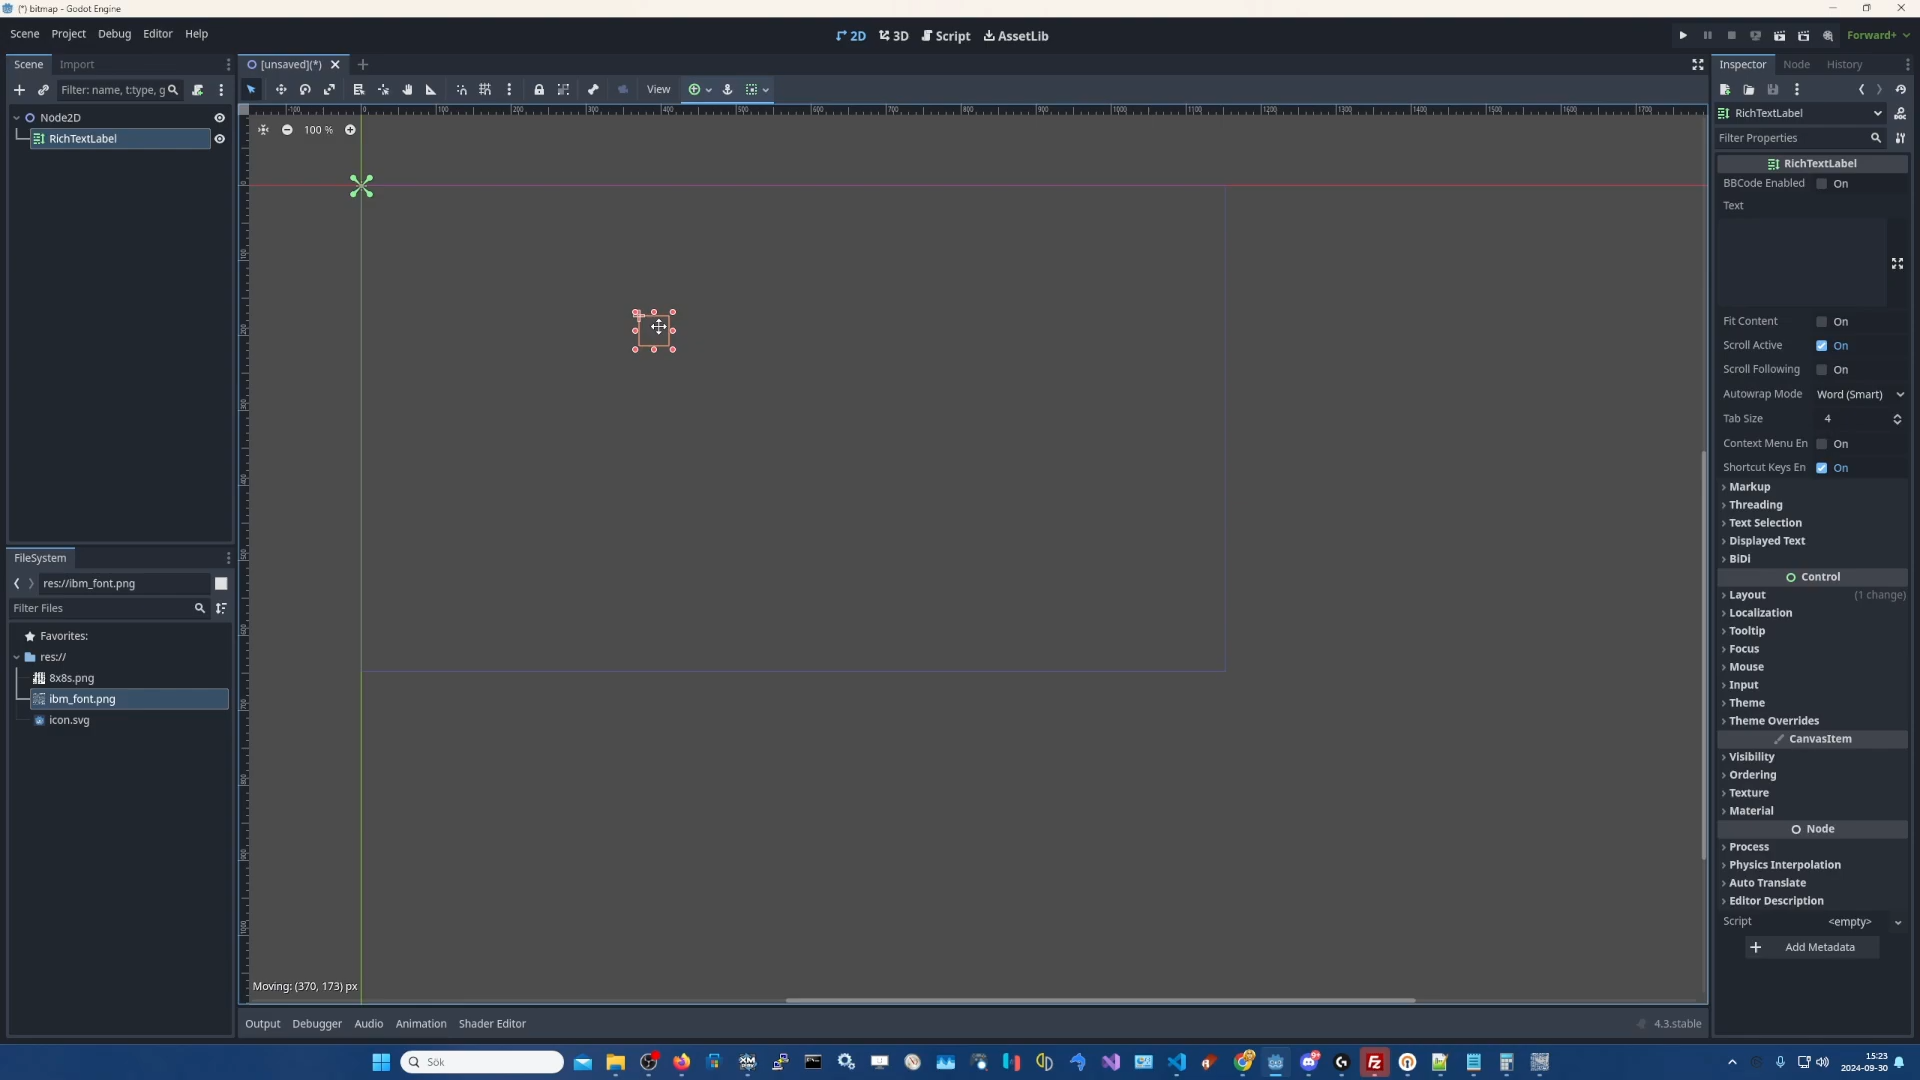 (*) bitmap - Godot Engine
Scene Project Debug Editor Help
2D 3D Script AssetLib
Forward+
Scene Import
[unsaved](*)
Inspector Node History
Filter: name, t:type, g
View
Node2D
RichTextLabel
100 %
RichTextLabel
Filter Properties
RichTextLabel
BBCode Enabled On
Text
Fit Content On
Scroll Active On
Scroll Following On
Autowrap Mode Word (Smart)
Tab Size 4
Context Menu En On
Shortcut Keys En On
Markup
Threading
Text Selection
Displayed Text
BiDi
Control
Layout (1 change)
Localization
Tooltip
Focus
Mouse
Input
Theme
Theme Overrides
CanvasItem
Visibility
Ordering
Texture
Material
Node
Process
Physics Interpolation
Auto Translate
Editor Description
Script <empty>
Add Metadata
FileSystem
res://ibm_font.png
Filter Files
Favorites:
res://
8x8s.png
ibm_font.png
icon.svg
Moving: (370, 173) px
Output Debugger Audio Animation Shader Editor
4.3.stable
Sök
15:23
2024-09-30